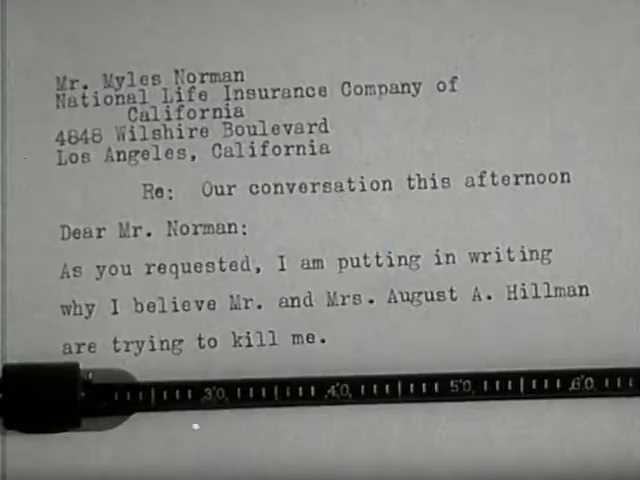 Mr. Myles Norman
National Life Insurance Company of
California
4848 Wilshire Boulevard
Los Angeles, California
Re: Our conversation this afternoon
Dear Mr. Norman:
As you requested, I am putting in writing
why I believe Mr. and Mrs. August A. Hillman
are trying to kill me.
30 40 50 60